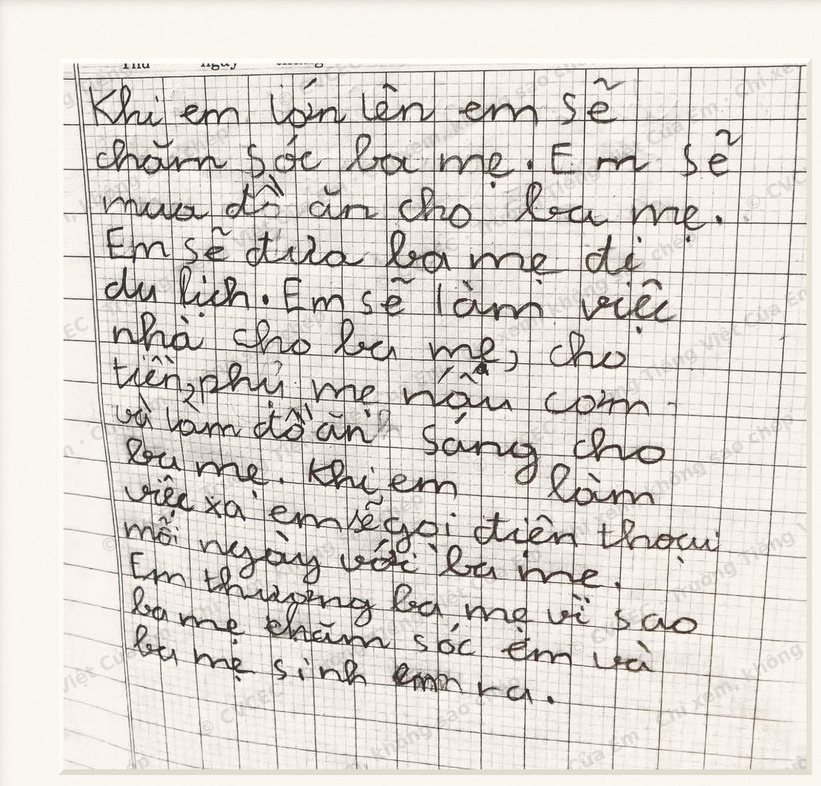 Thứ ngày tháng
Khi em lớn lên em sẽ
chăm sóc ba mẹ. Em sẽ
mua đồ ăn cho ba mẹ.
Em sẽ đưa ba mẹ đi
du lịch. Em sẽ làm việc
nhà cho ba mẹ, cho
tiền, phụ mẹ nấu cơm
và làm đồ ăn sáng cho
ba mẹ. Khi em làm
việc xa em sẽ gọi điện thoại
mỗi ngày với ba mẹ.
Em thương ba mẹ vì sao
ba mẹ chăm sóc em và
ba mẹ sinh em ra.